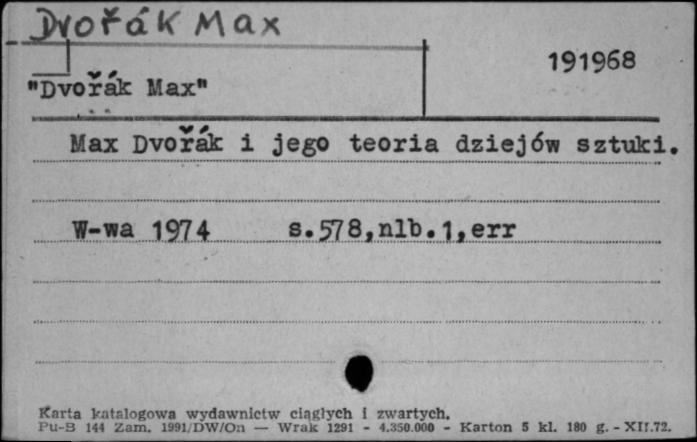 Dvořák Max
191968
"Dvořák Max"
Max Dvořák i jego teoria dziejów sztuki.
W-wa 1974 s.578,nlb.1,err
Karta katalogowa wydawnictw ciągłych i zwartych.
Pu-B 144 Zam. 1991/DW/On — Wrak 1291 - 4.350.000 - Karton 5 kl. 180 g. - XII.72.